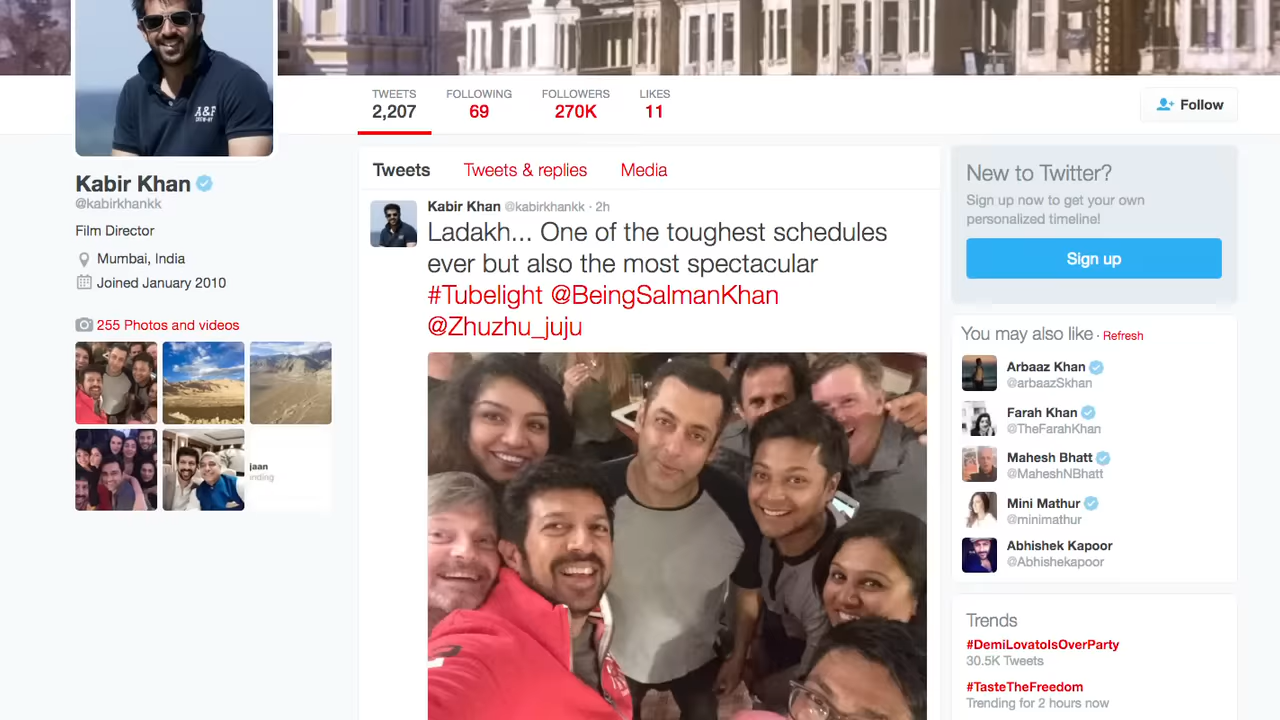 A&F
TWEETS
2,207
FOLLOWING
69
FOLLOWERS
270K
LIKES
11
Follow
Kabir Khan
@kabirkhankk
Film Director
Mumbai, India
Joined January 2010
255 Photos and videos
jaan
nding
Tweets
Tweets & replies
Media
Kabir Khan @kabirkhankk · 2h
Ladakh... One of the toughest schedules
ever but also the most spectacular
#Tubelight @BeingSalmanKhan
@Zhuzhu_juju
New to Twitter?
Sign up now to get your own
personalized timeline!
Sign up
You may also like · Refresh
Arbaaz Khan
@arbaazSkhan
Farah Khan
@TheFarahKhan
Mahesh Bhatt
@MaheshNBhatt
Mini Mathur
@minimathur
Abhishek Kapoor
@Abhishekapoor
Trends
#DemiLovatoIsOverParty
30.5K Tweets
#TasteTheFreedom
Trending for 2 hours now